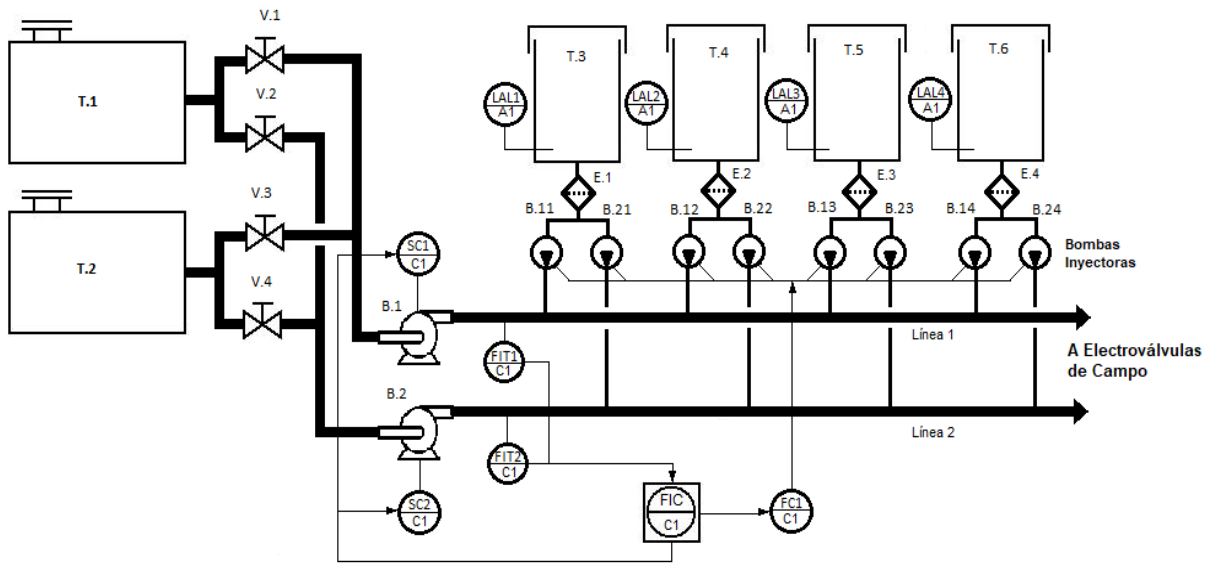 V.1
T.1
V.2
V.3
T.2
V.4
T.3
T.4
T.5
T.6
LAL1
A1
LAL2
A1
LAL3
A1
LAL4
A1
E.1
E.2
E.3
E.4
B.11
B.21
B.12
B.22
B.13
B.23
B.14
B.24
Bombas
Inyectoras
SC1
C1
B.1
Línea 1
FIT1
C1
A Electroválvulas
de Campo
B.2
Línea 2
FIT2
C1
SC2
C1
FIC
C1
FC1
C1